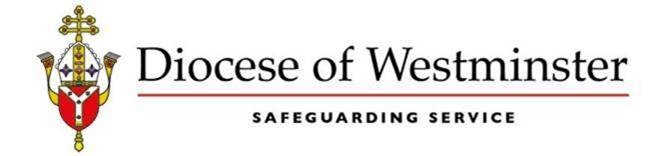 Diocese of Westminster
SAFEGUARDING SERVICE